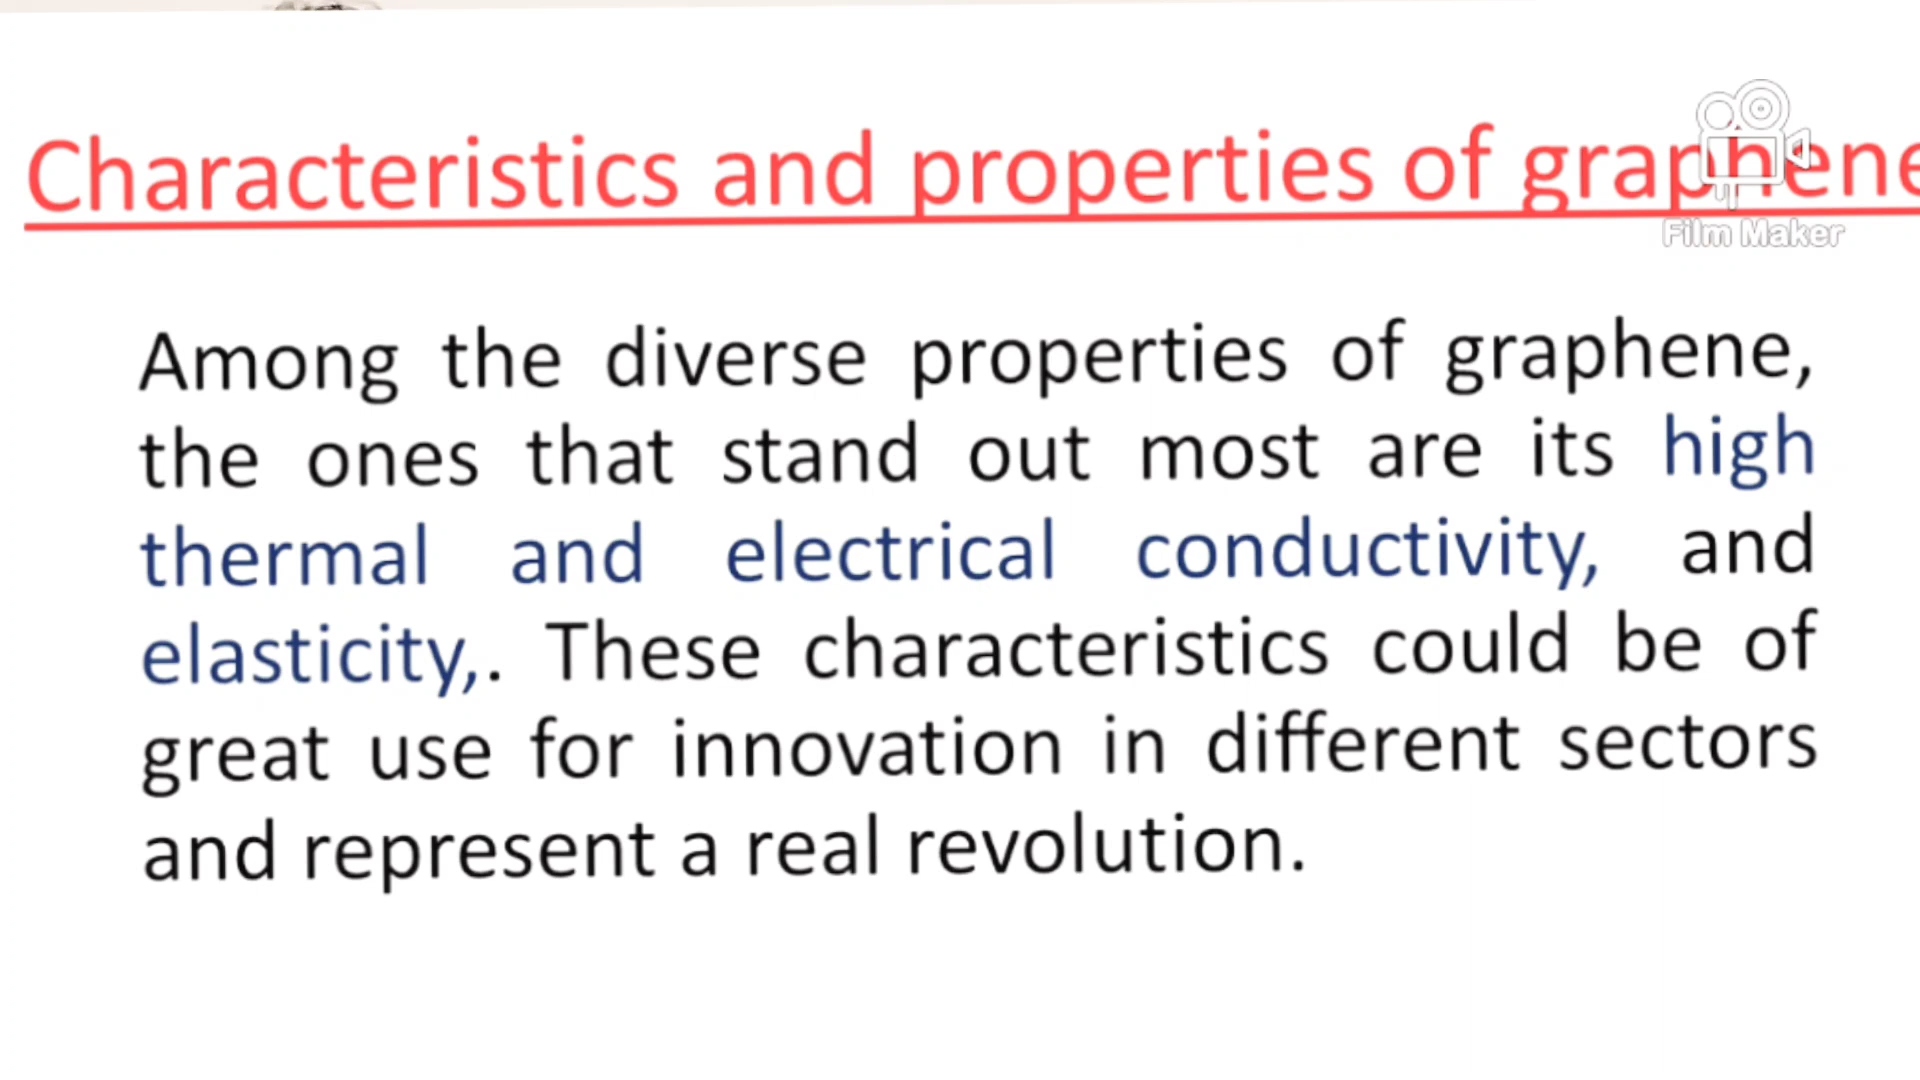 Characteristics and properties of graphene
Film Maker
Among the diverse properties of graphene,
the ones that stand out most are its high
thermal and electrical conductivity, and
elasticity,. These characteristics could be of
great use for innovation in different sectors
and represent a real revolution.